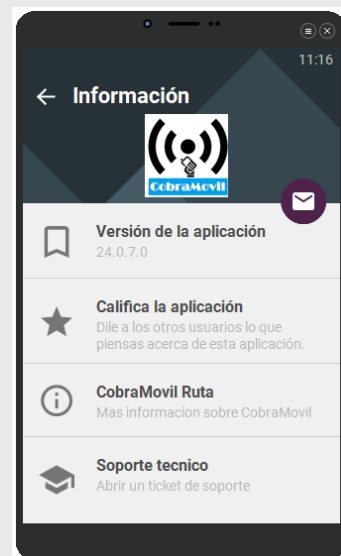 11:16
Información
CobraMovil
Versión de la aplicación
24.0.7.0
Califica la aplicación
Dile a los otros usuarios lo que
piensas acerca de esta aplicación.
CobraMovil Ruta
Mas informacion sobre CobraMovil
Soporte tecnico
Abrir un ticket de soporte